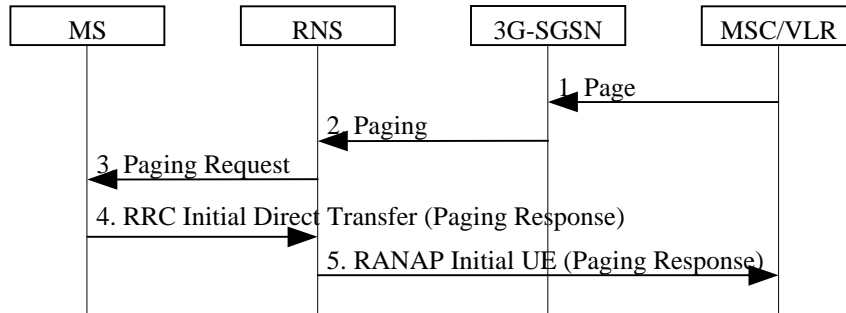 MS RNS 3G-SGSN MSC/VLR
1. Page
2. Paging
3. Paging Request
4. RRC Initial Direct Transfer (Paging Response)
5. RANAP Initial UE (Paging Response)